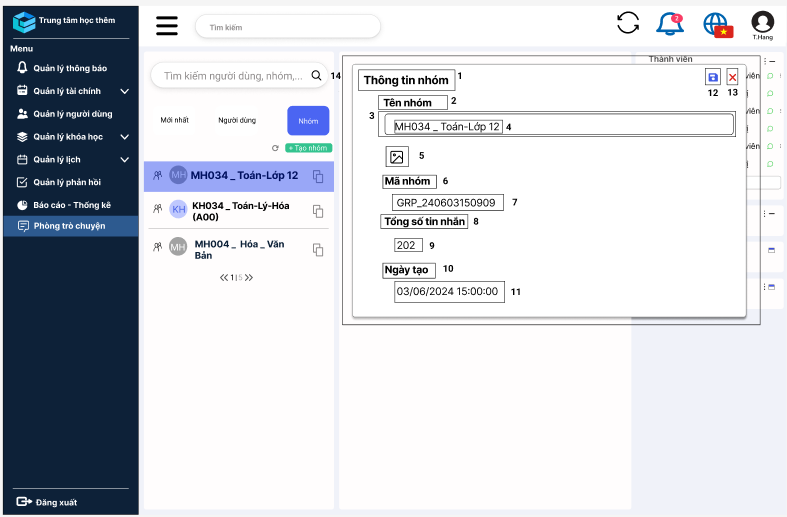 Trung tâm học thêm
Tìm kiếm
2
T.Hang
Menu
Quản lý thông báo
Quản lý tài chính
Quản lý người dùng
Quản lý khóa học
Quản lý lịch
Quản lý phản hồi
Báo cáo - Thống kê
Phòng trò chuyện
Đăng xuất
Tìm kiếm người dùng, nhóm,...
Mới nhất
Người dùng
Nhóm
+ Tạo nhóm
MH
MH034 _ Toán-Lớp 12
KH
KH034 _ Toán-Lý-Hóa
(A00)
MH
MH004 _ Hóa _ Văn
Bản
1 | 5
14
Thông tin nhóm
1
12
13
Tên nhóm
2
3
MH034 _ Toán-Lớp 12
4
5
Mã nhóm
6
GRP_240603150909
7
Tổng số tin nhắn
8
202
9
Ngày tạo
10
03/06/2024 15:00:00
11
Thành viên